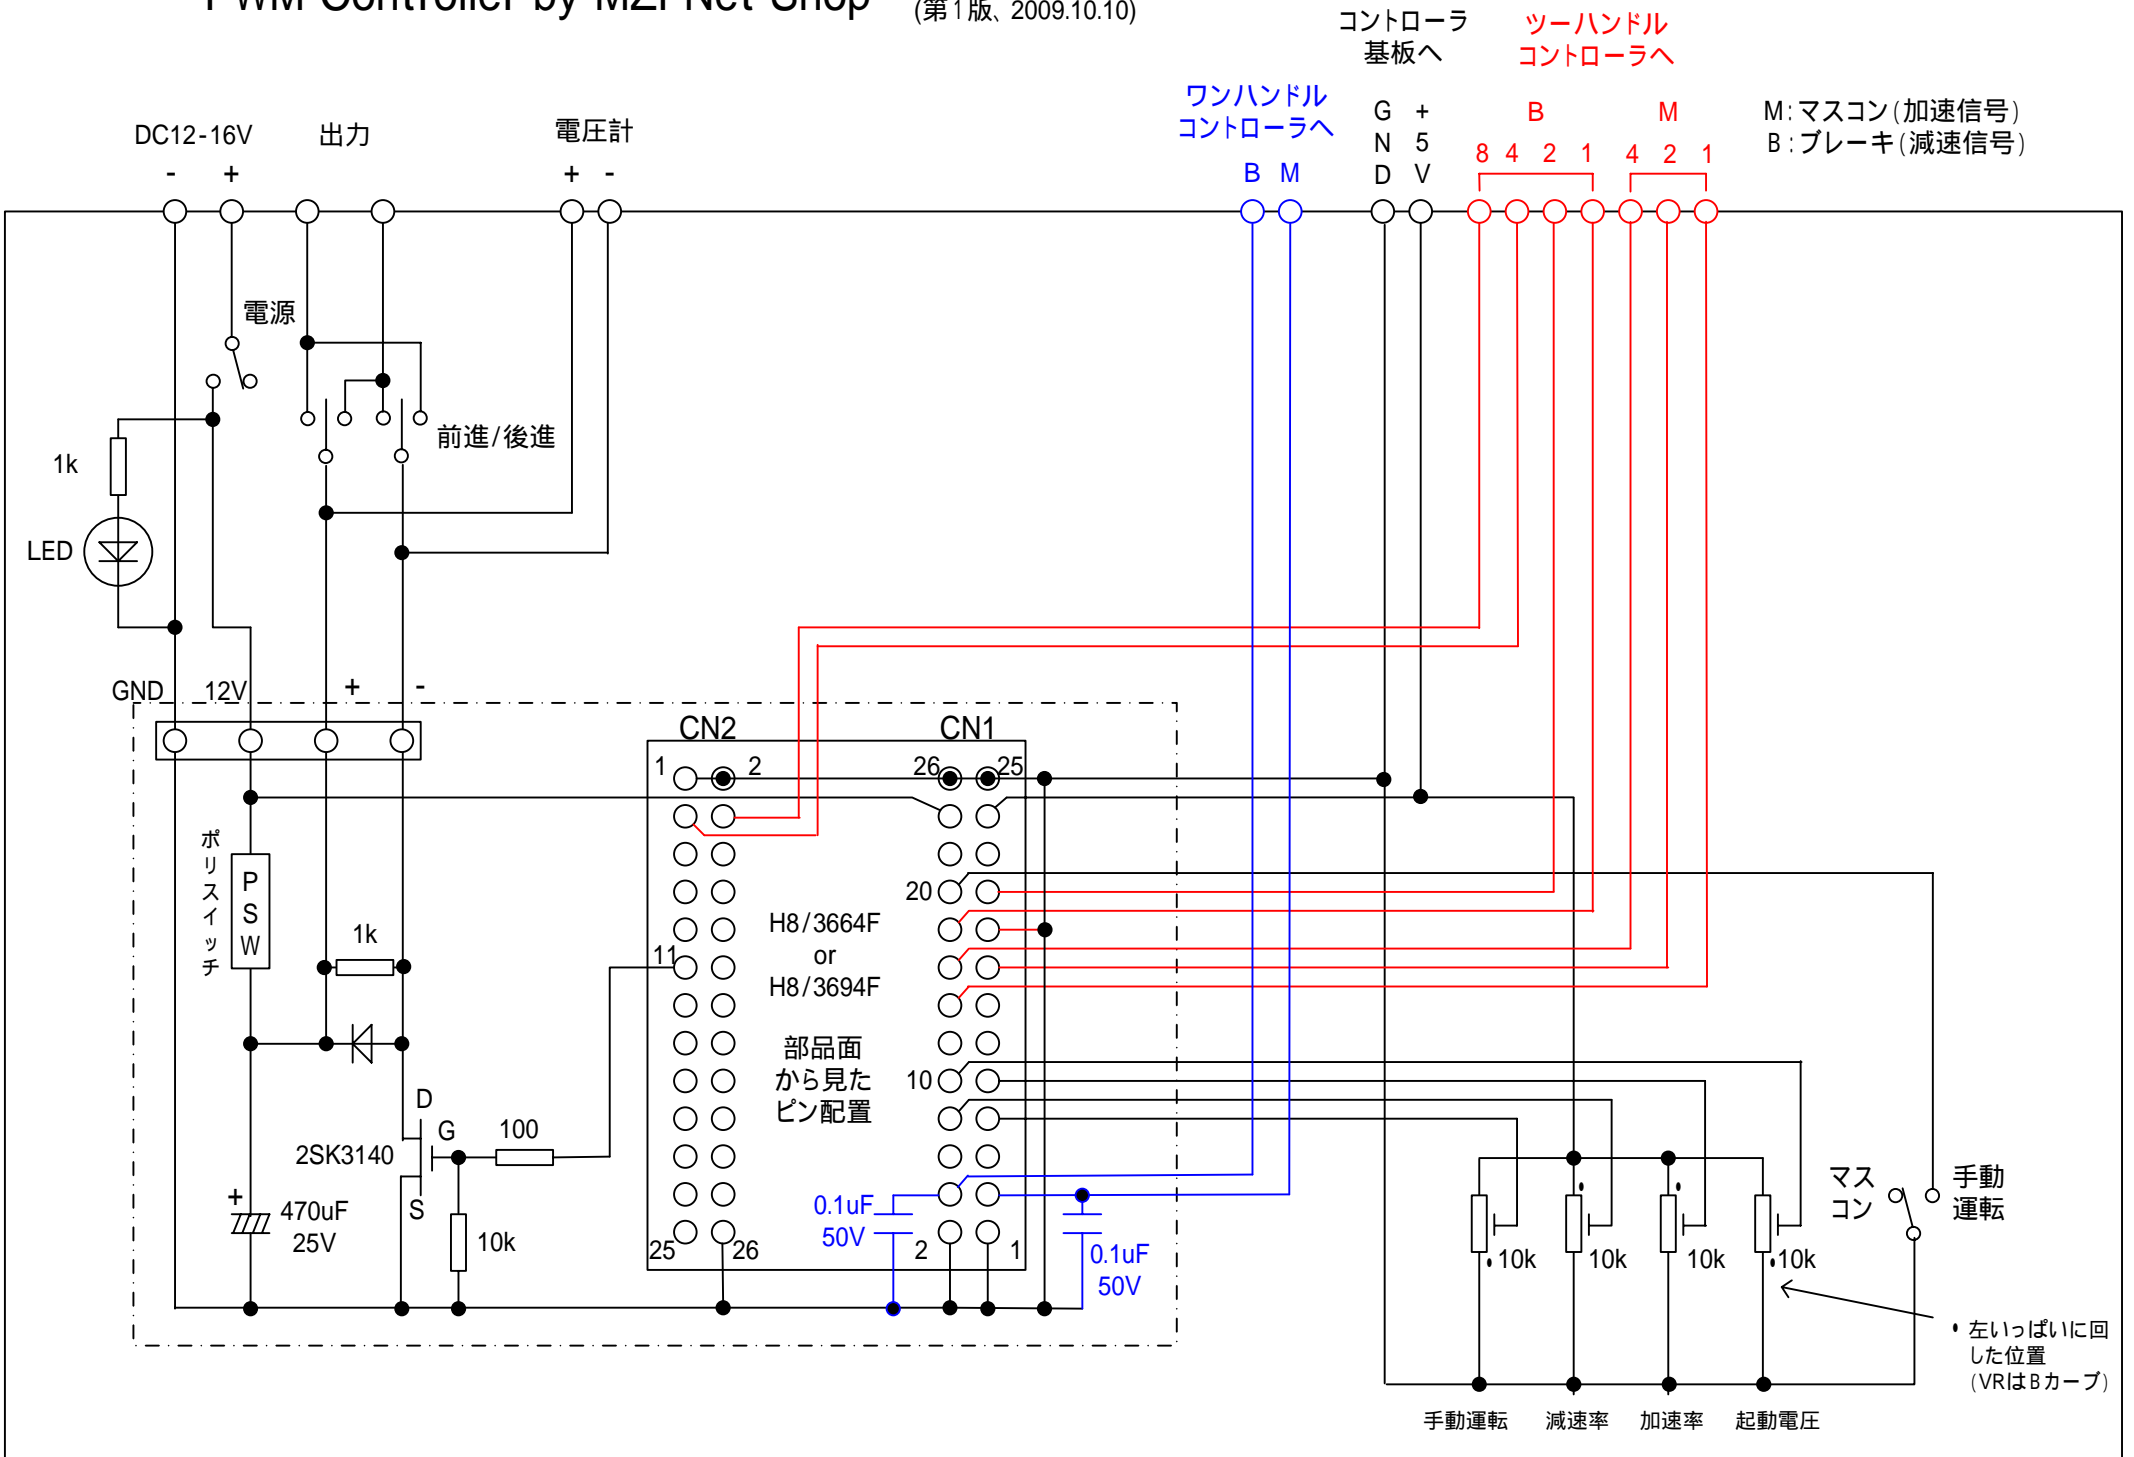 PWM Controller by MZPNet Shop
(第1版、2009.10.10)
コントローラ
基板へ
ツーハンドル
コントローラへ
ワンハンドル
コントローラへ
G +
N 5
D V
B M
8 4 2 1 4 2 1
M:マスコン(加速信号)
B:ブレーキ(減速信号)
DC12-16V
出力
電圧計
- +
+ -
B M
電源
前進/後進
1k
LED
GND
12V
+
-
CN2
CN1
1
2
26
25
ポリスイッチ
P
S
W
20
1k
11
H8/3664F
or
H8/3694F
部品面
から見た
ピン配置
10
D
G
S
2SK3140
100
+
470uF
25V
10k
25
26
0.1uF
50V
2
1
0.1uF
50V
マス
コン
手動
運転
10k
10k
10k
10k
左いっぱいに回
した位置
(VRはBカーブ)
手動運転
減速率
加速率
起動電圧